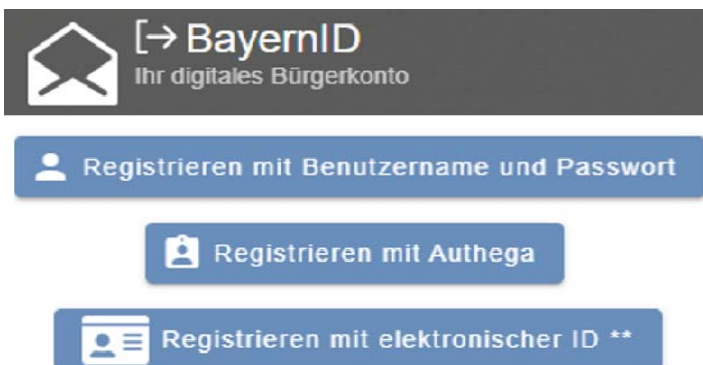 BayernID
Ihr digitales Bürgerkonto
Registrieren mit Benutzername und Passwort
Registrieren mit Authega
Registrieren mit elektronischer ID **